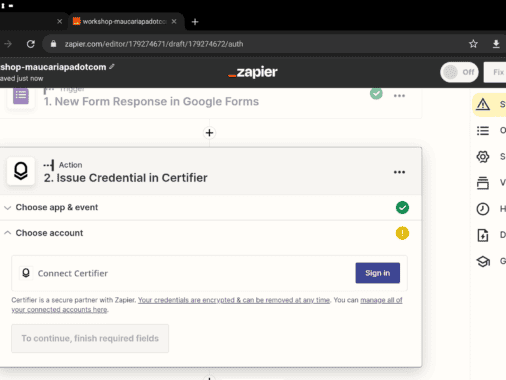 workshop-maucariapadotco
zapier.com/editor/179274671/draft/179274672/auth
shop-maucariapadotcom
aved just now
zapier
Off
Fix
Trigger
1. New Form Response in Google Forms
Action
2. Issue Credential in Certifier
Choose app & event
Choose account
Connect Certifier
Sign in
Certifier is a secure partner with Zapier. Your credentials are encrypted & can be removed at any time. You can manage all of
your connected accounts here.
To continue, finish required fields
S
O
S
V
H
D
G